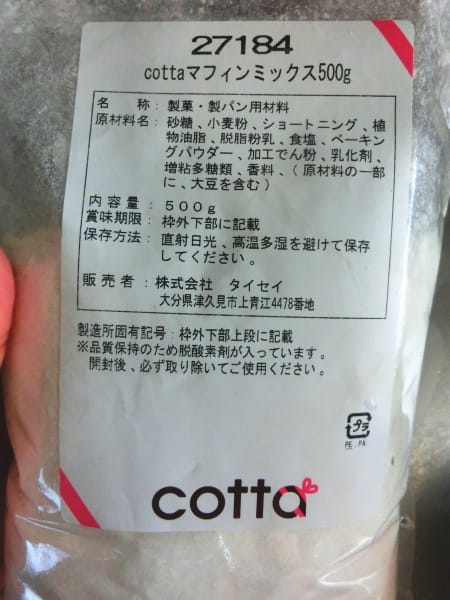 27184
cottaマフィンミックス500g
名　　称：製菓・製パン用材料
原材料名：砂糖、小麦粉、ショートニング、植
物油脂、脱脂粉乳、食塩、ベーキン
グパウダー、加工でん粉、乳化剤、
増粘多糖類、香料、(原材料の一部
に、大豆を含む)
内 容 量：５００ｇ
賞味期限：枠外下部に記載
保存方法：直射日光、高温多湿を避けて保存
してください。
販 売 者：株式会社　タイセイ
大分県津久見市上青江4478番地
製造所固有記号：枠外下部上段に記載
※品質保持のため脱酸素剤が入っています。
開封後、必ず取り除いてご使用ください。
プラ
PE,PA
cotta